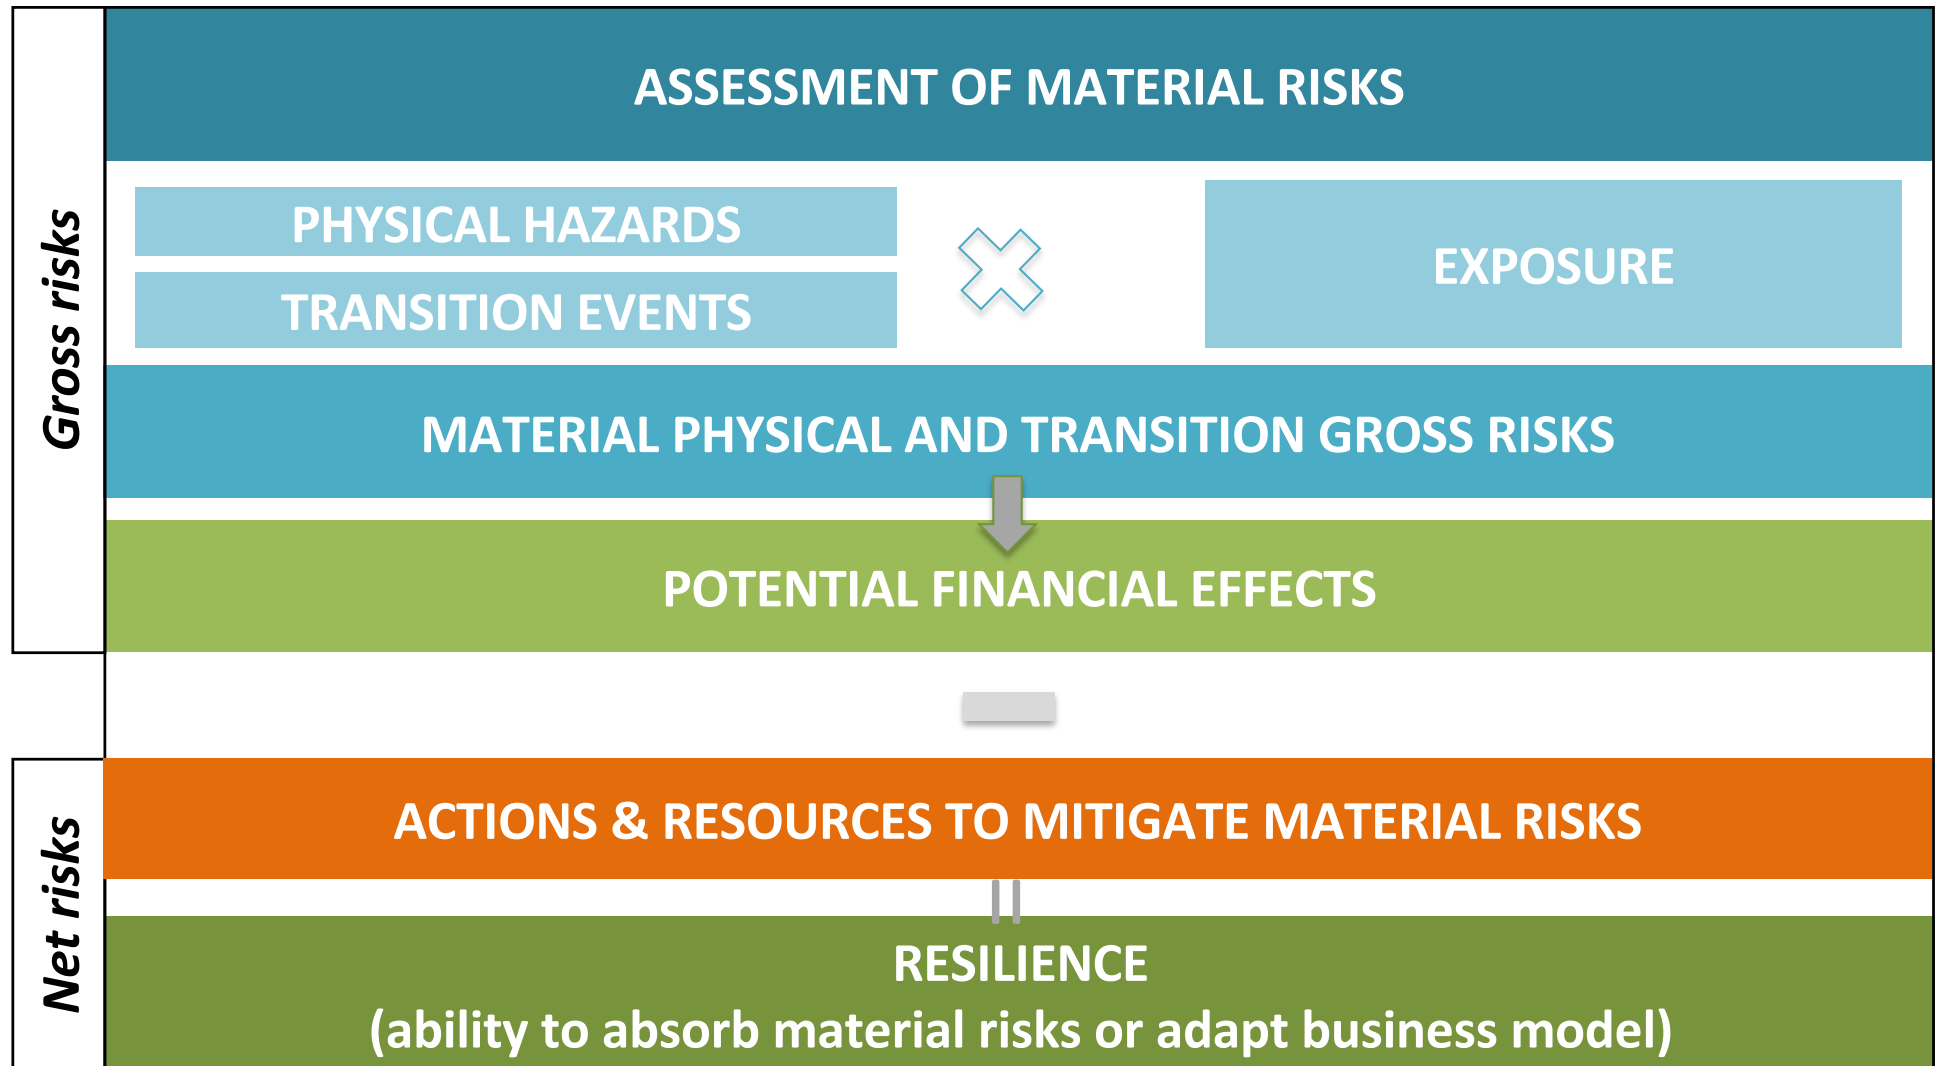 Gross risks
ASSESSMENT OF MATERIAL RISKS
PHYSICAL HAZARDS
TRANSITION EVENTS
EXPOSURE
MATERIAL PHYSICAL AND TRANSITION GROSS RISKS
POTENTIAL FINANCIAL EFFECTS
Net risks
ACTIONS & RESOURCES TO MITIGATE MATERIAL RISKS
RESILIENCE
(ability to absorb material risks or adapt business model)